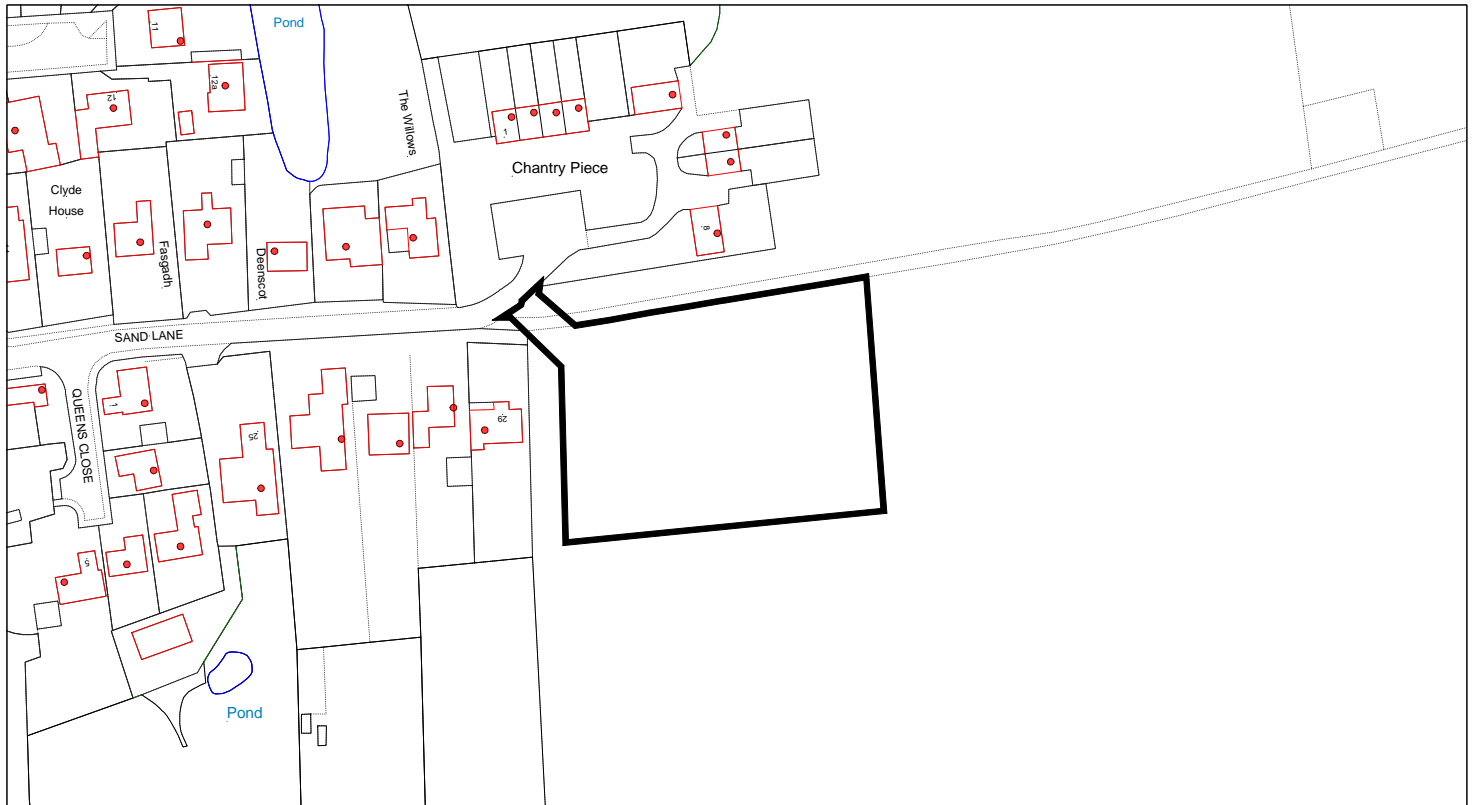 Pond
11
12a
12
The Willows
1
Chantry Piece
Clyde
House
Fasgadh
Deenscot
8
SAND LANE
QUEENS CLOSE
1
25
29
5
Pond